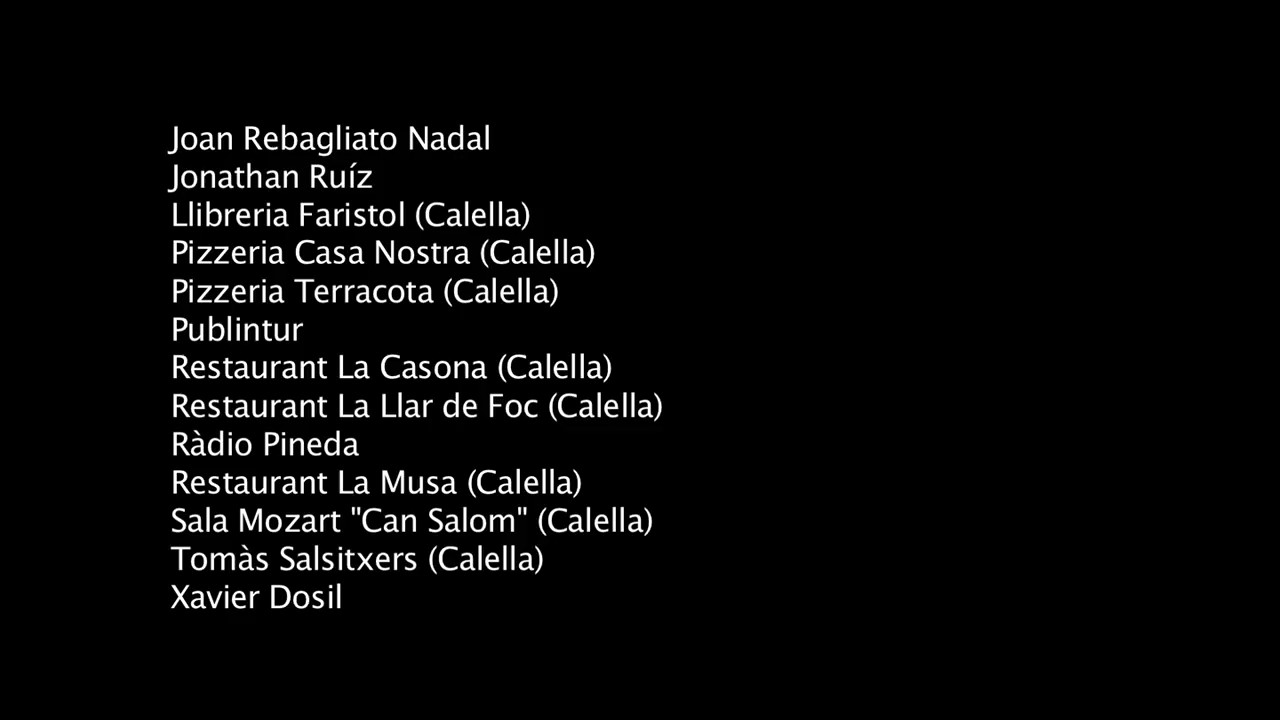 Joan Rebagliato Nadal
Jonathan Ruíz
Llibreria Faristol (Calella)
Pizzeria Casa Nostra (Calella)
Pizzeria Terracota (Calella)
Publintur
Restaurant La Casona (Calella)
Restaurant La Llar de Foc (Calella)
Ràdio Pineda
Restaurant La Musa (Calella)
Sala Mozart "Can Salom" (Calella)
Tomàs Salsitxers (Calella)
Xavier Dosil